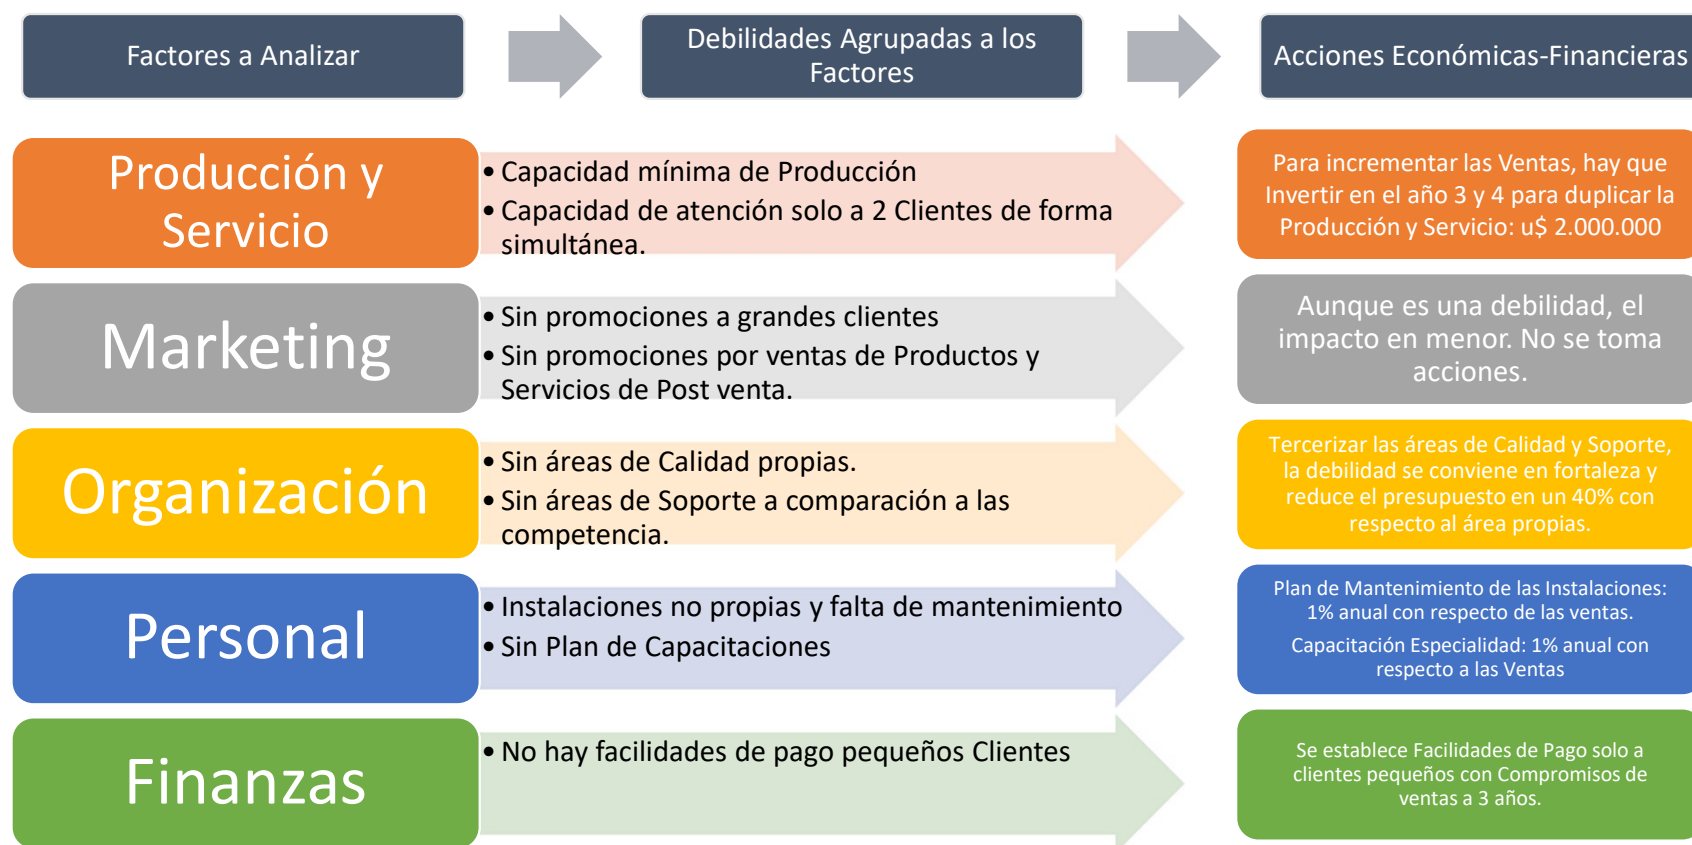 Factores a Analizar
Debilidades Agrupadas a los
Factores
Acciones Económicas-Financieras
Producción y
Servicio
• Capacidad mínima de Producción
• Capacidad de atención solo a 2 Clientes de forma
simultánea.
Para incrementar las Ventas, hay que
Invertir en el año 3 y 4 para duplicar la
Producción y Servicio: u$ 2.000.000
Marketing
• Sin promociones a grandes clientes
• Sin promociones por ventas de Productos y
Servicios de Post venta.
Aunque es una debilidad, el
impacto en menor. No se toma
acciones.
Organización
• Sin áreas de Calidad propias.
• Sin áreas de Soporte a comparación a las
competencia.
Tercerizar las áreas de Calidad y Soporte,
la debilidad se conviene en fortaleza y
reduce el presupuesto en un 40% con
respecto al área propias.
Personal
• Instalaciones no propias y falta de mantenimiento
• Sin Plan de Capacitaciones
Plan de Mantenimiento de las Instalaciones:
1% anual con respecto de las ventas.
Capacitación Especialidad: 1% anual con
respecto a las Ventas
Finanzas
• No hay facilidades de pago pequeños Clientes
Se establece Facilidades de Pago solo a
clientes pequeños con Compromisos de
ventas a 3 años.